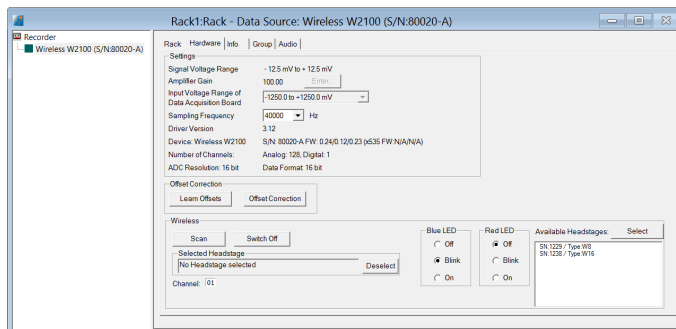 Rack1:Rack - Data Source: Wireless W2100 (S/N:80020-A)
Recorder
Wireless W2100 (S/N:80020-A)
Rack Hardware Info Group Audio
Settings
Signal Voltage Range - 12.5 mV to + 12.5 mV
Amplifier Gain 100.00 Enter...
Input Voltage Range of
Data Acquisition Board -1250.0 to +1250.0 mV
Sampling Frequency 40000 Hz
Driver Version 3.12
Device: Wireless W2100 S/N: 80020-A FW: 0.24/0.12/0.23 (x535 FW:N/A/N/A)
Number of Channels: Analog: 128, Digital: 1
ADC Resolution: 16 bit Data Format: 16 bit
Offset Correction
Learn Offsets Offset Correction
Wireless
Scan Switch Off
Selected Headstage
No Headstage selected Deselect
Channel: 01
Blue LED
Off
Blink
On
Red LED
Off
Blink
On
Available Headstages: Select
SN:1229 / Type:W8
SN:1238 / Type:W16